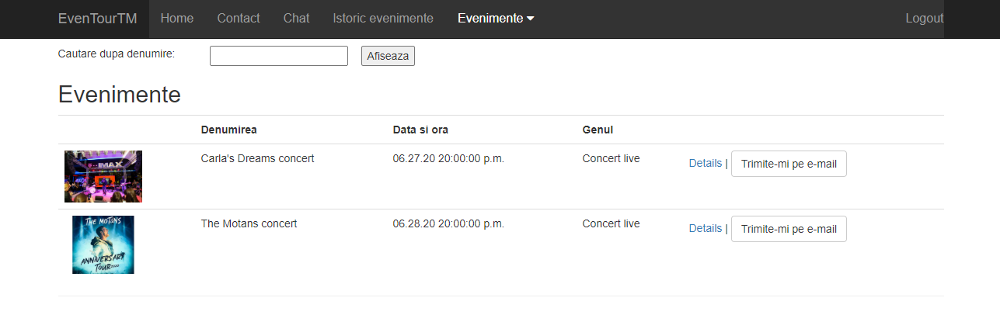 EvenTourTM Home Contact Chat Istoric evenimente Evenimente Logout
Cautare dupa denumire: Afiseaza
Evenimente
Denumirea Data si ora Genul
IMAX
Carla's Dreams concert 06.27.20 20:00:00 p.m. Concert live Details | Trimite-mi pe e-mail
THE MOTANS
ANNIVERSARY
TOUR 2020
The Motans concert 06.28.20 20:00:00 p.m. Concert live Details | Trimite-mi pe e-mail